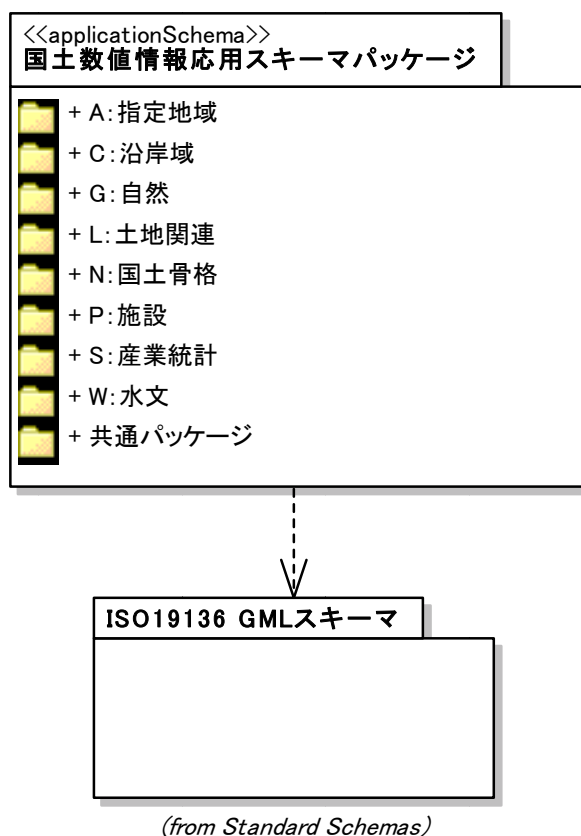 <<applicationSchema>>
国土数値情報応用スキーマパッケージ
+ A:指定地域
+ C:沿岸域
+ G:自然
+ L:土地関連
+ N:国土骨格
+ P:施設
+ S:産業統計
+ W:水文
+ 共通パッケージ
ISO19136 GMLスキーマ
(from Standard Schemas)